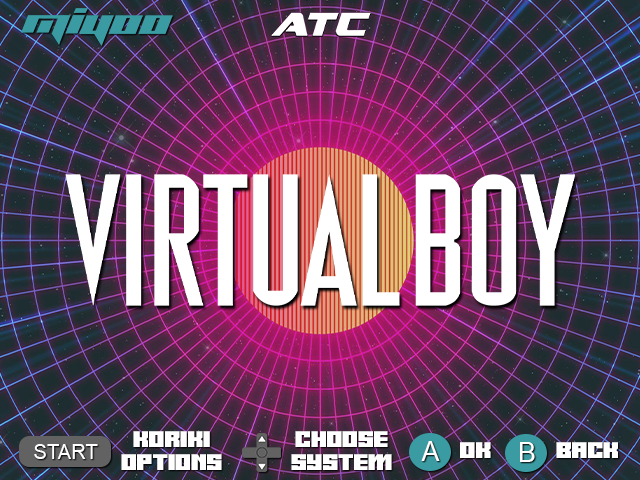 miyoo
ATC
VIRTUALBOY
START
KORIKI
OPTIONS
CHOOSE
SYSTEM
A
OK
B
BACK